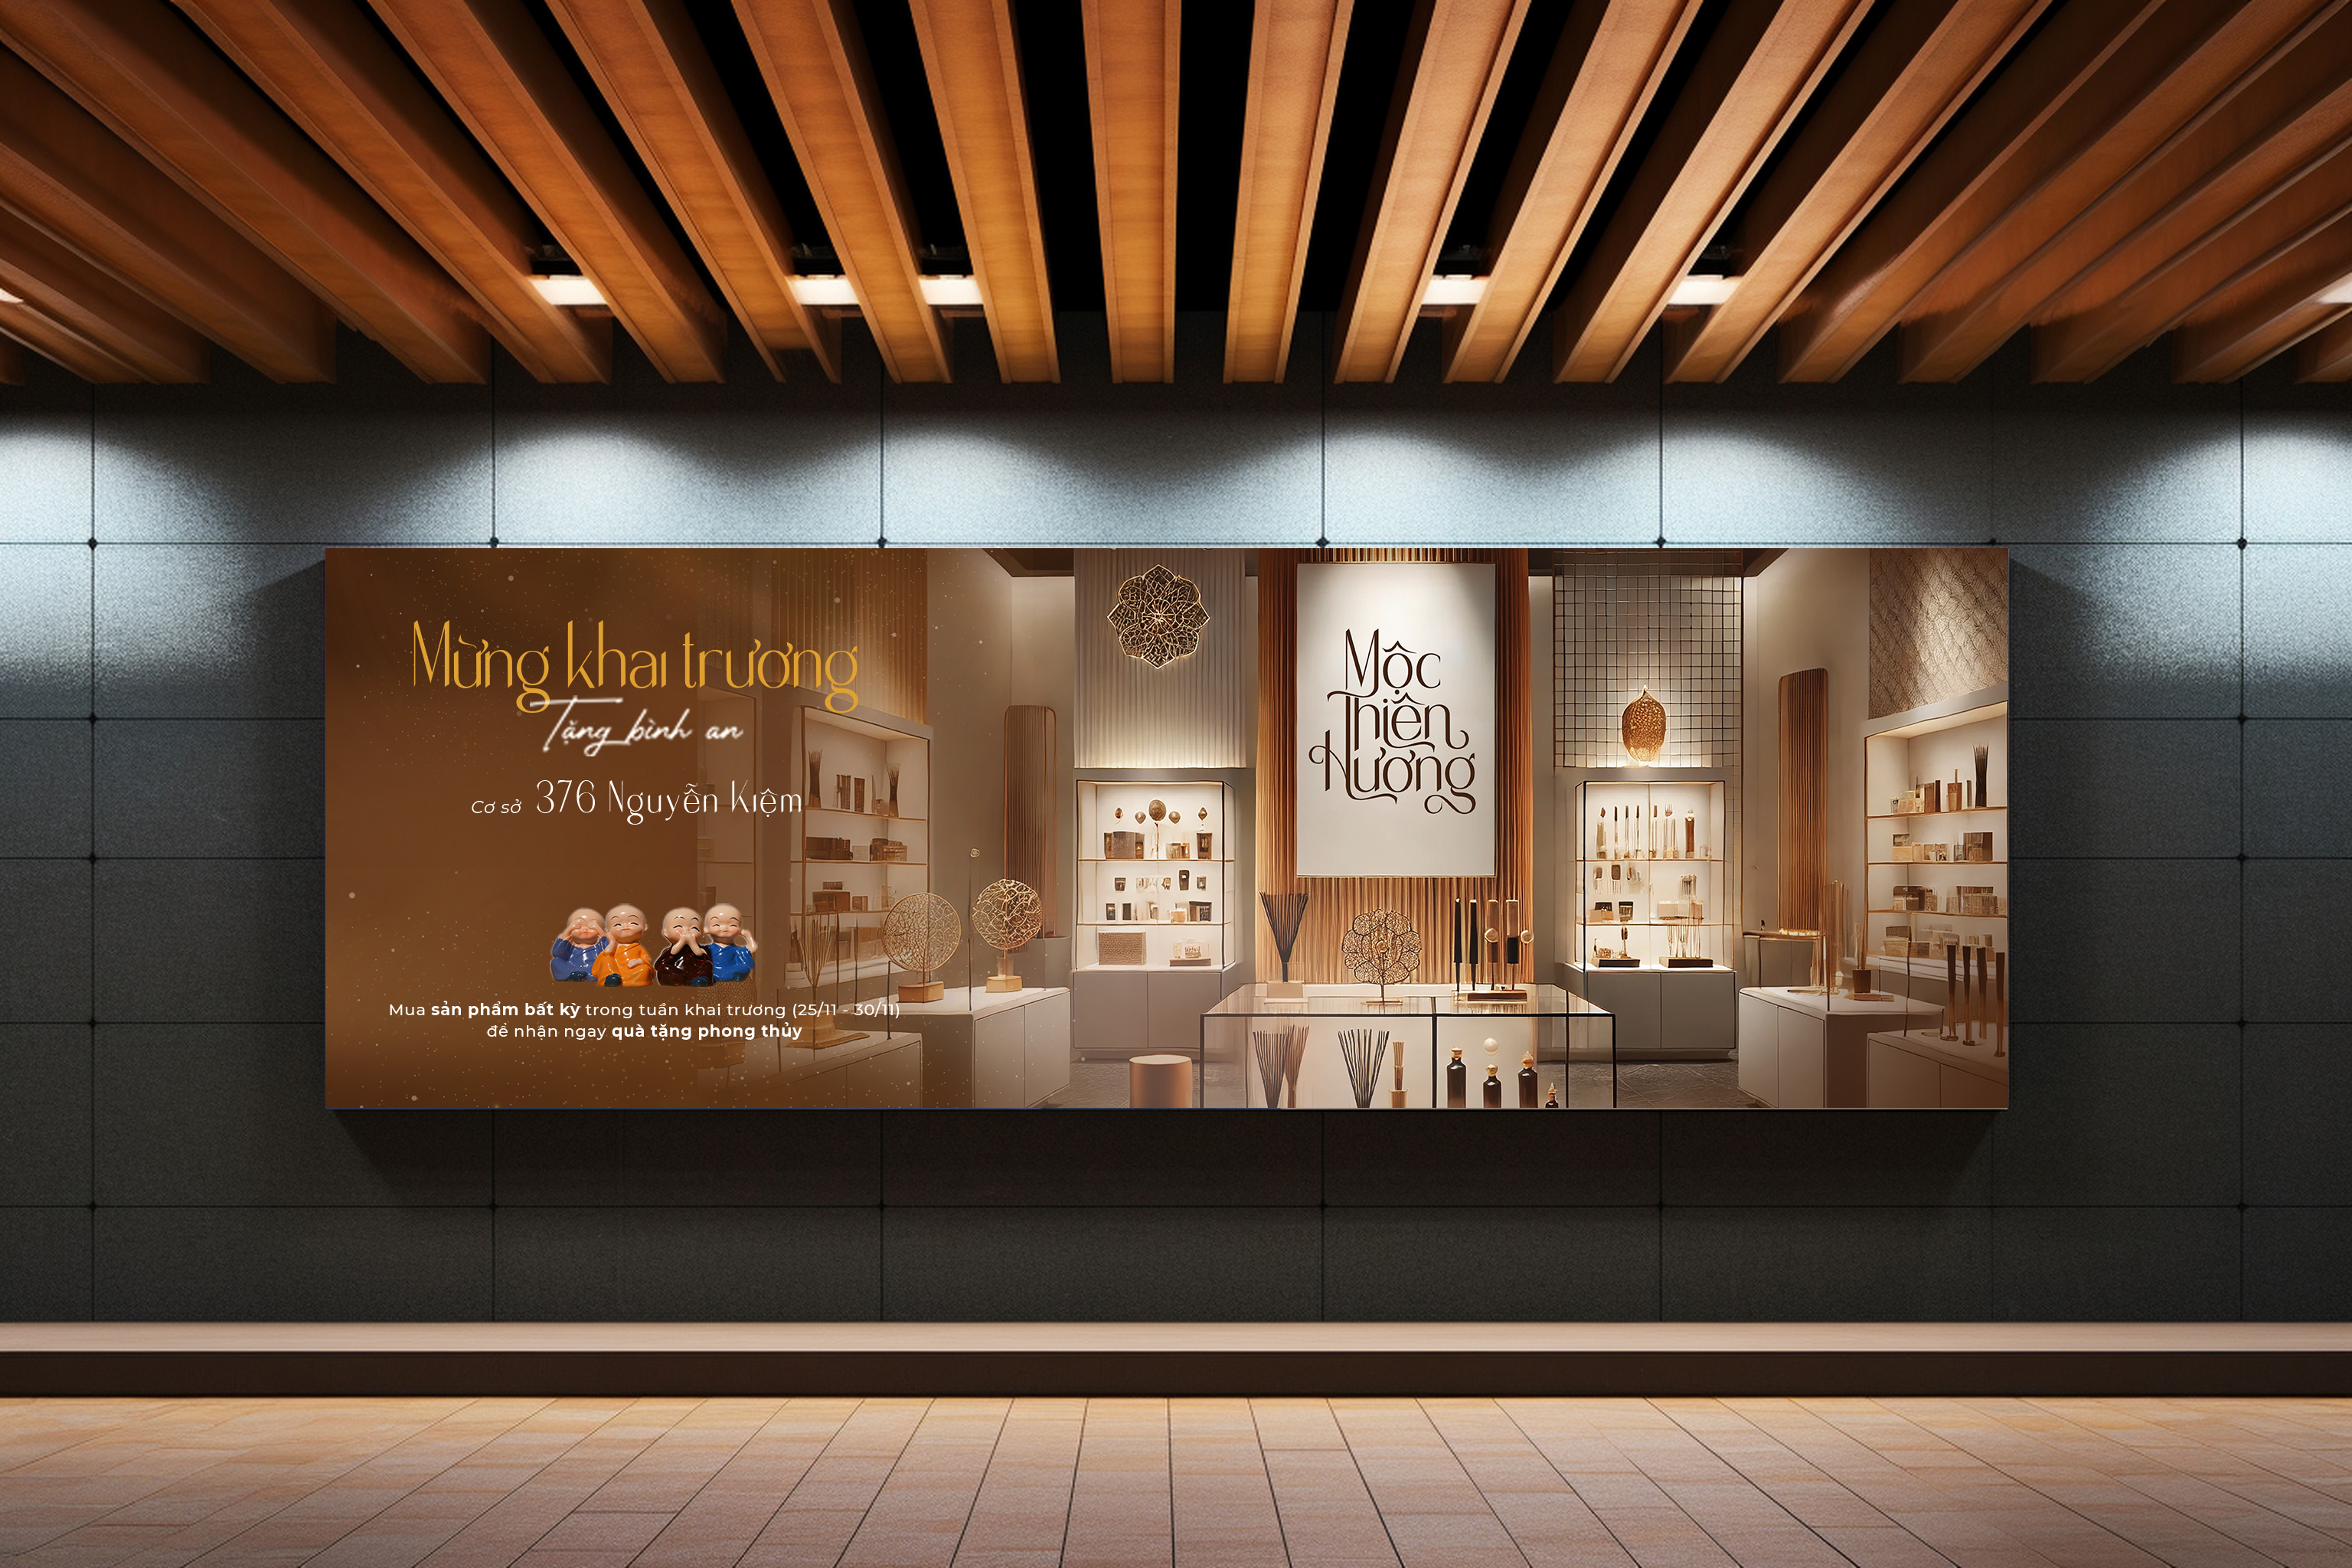 Mừng khai trương
Tặng bình an
Cơ sở 376 Nguyễn Kiệm
Mua sản phẩm bất kỳ trong tuần khai trương (25/11 - 30/11)
để nhận ngay quà tặng phong thủy
Mộc
Thiên
Hương